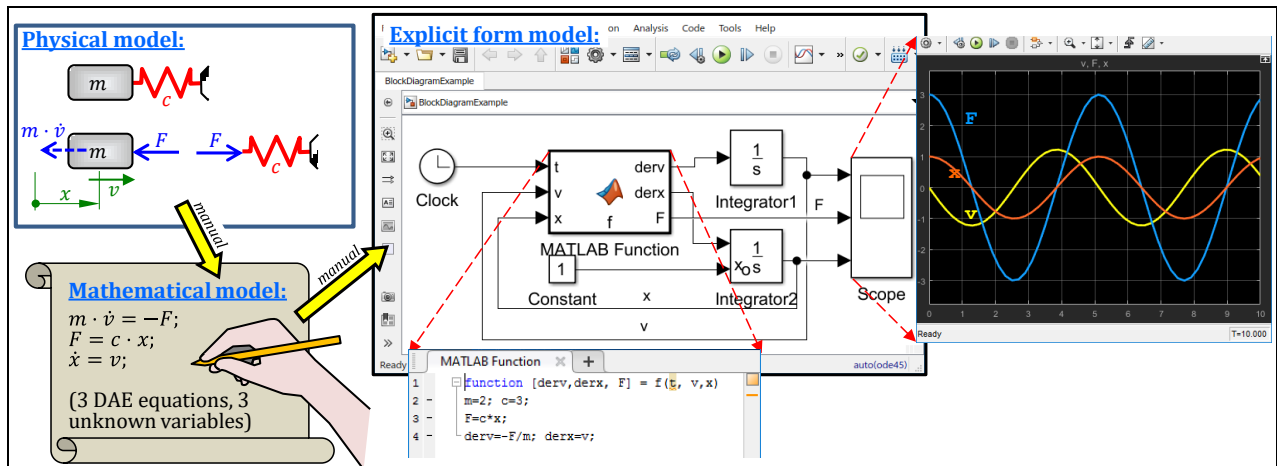 Physical model:
m
c
m · v̇
m
F
F
c
x
v
manual
manual
Mathematical model:
m · v̇ = −F;
F = c · x;
ẋ = v;
(3 DAE equations, 3
unknown variables)
Explicit form model:
Analysis Code Tools Help
BlockDiagramExample
BlockDiagramExample
Clock
t
v
x
derv
derx
F
f
MATLAB Function
1
s
Integrator1
F
1
Constant
xo
1
s
Integrator2
x
v
Scope
Ready
auto(ode45)
MATLAB Function
1 function [derv,derx, F] = f(t, v,x)
2 - m=2; c=3;
3 - F=c*x;
4 - derv=-F/m; derx=v;
v, F, x
F
x
v
3
2
1
0
-1
-2
-3
0 1 2 3 4 5 6 7 8 9 10
Ready T=10.000